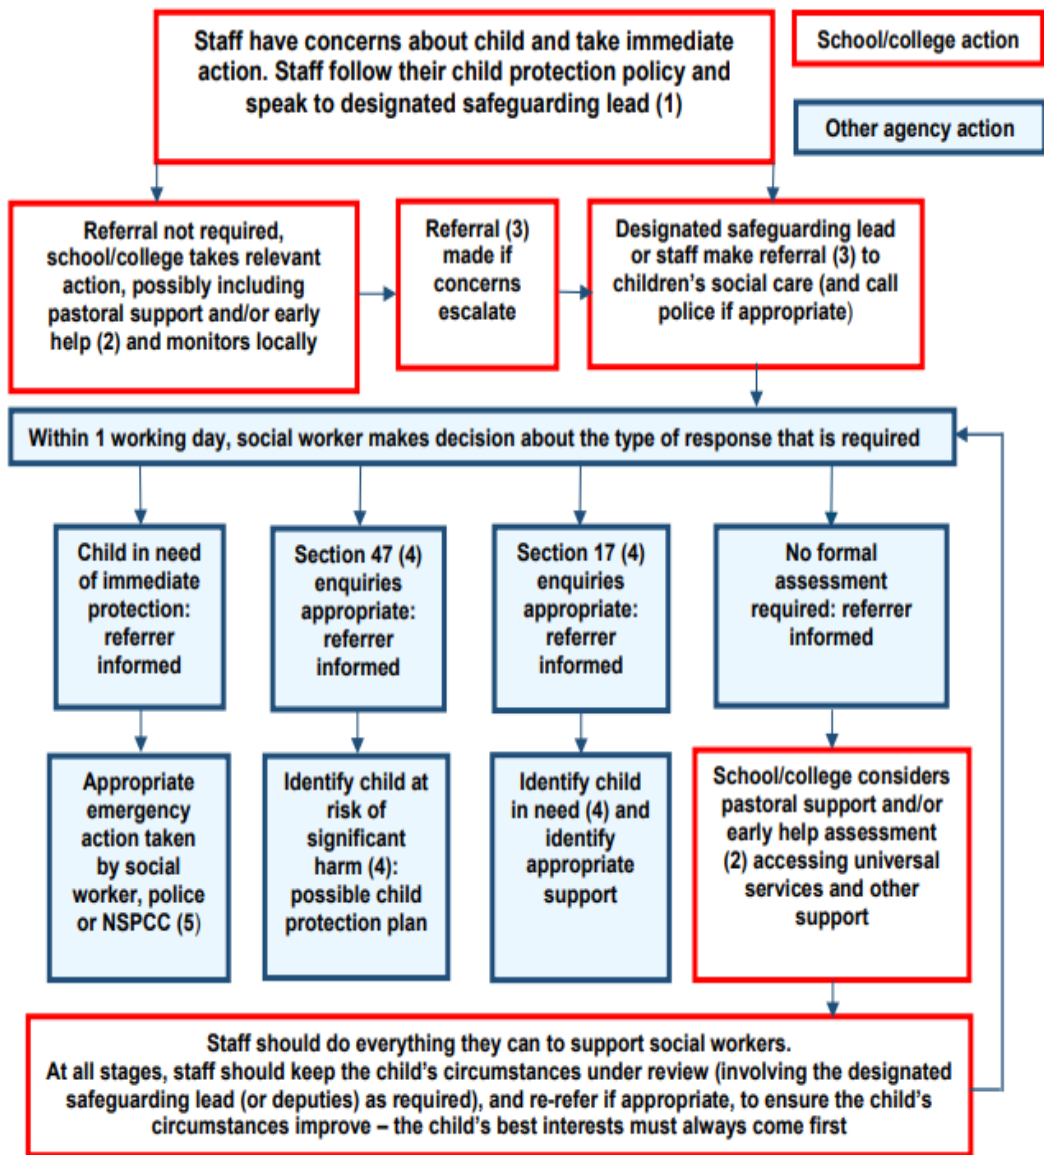 Staff have concerns about child and take immediate
action. Staff follow their child protection policy and
speak to designated safeguarding lead (1)
School/college action
Other agency action
Referral not required,
school/college takes relevant
action, possibly including
pastoral support and/or early
help (2) and monitors locally
Referral (3)
made if
concerns
escalate
Designated safeguarding lead
or staff make referral (3) to
children’s social care (and call
police if appropriate)
Within 1 working day, social worker makes decision about the type of response that is required
Child in need
of immediate
protection:
referrer
informed
Section 47 (4)
enquiries
appropriate:
referrer
informed
Section 17 (4)
enquiries
appropriate:
referrer
informed
No formal
assessment
required: referrer
informed
Appropriate
emergency
action taken
by social
worker, police
or NSPCC (5)
Identify child at
risk of
significant
harm (4):
possible child
protection plan
Identify child
in need (4) and
identify
appropriate
support
School/college considers
pastoral support and/or
early help assessment
(2) accessing universal
services and other
support
Staff should do everything they can to support social workers.
At all stages, staff should keep the child’s circumstances under review (involving the designated
safeguarding lead (or deputies) as required), and re-refer if appropriate, to ensure the child’s
circumstances improve – the child’s best interests must always come first